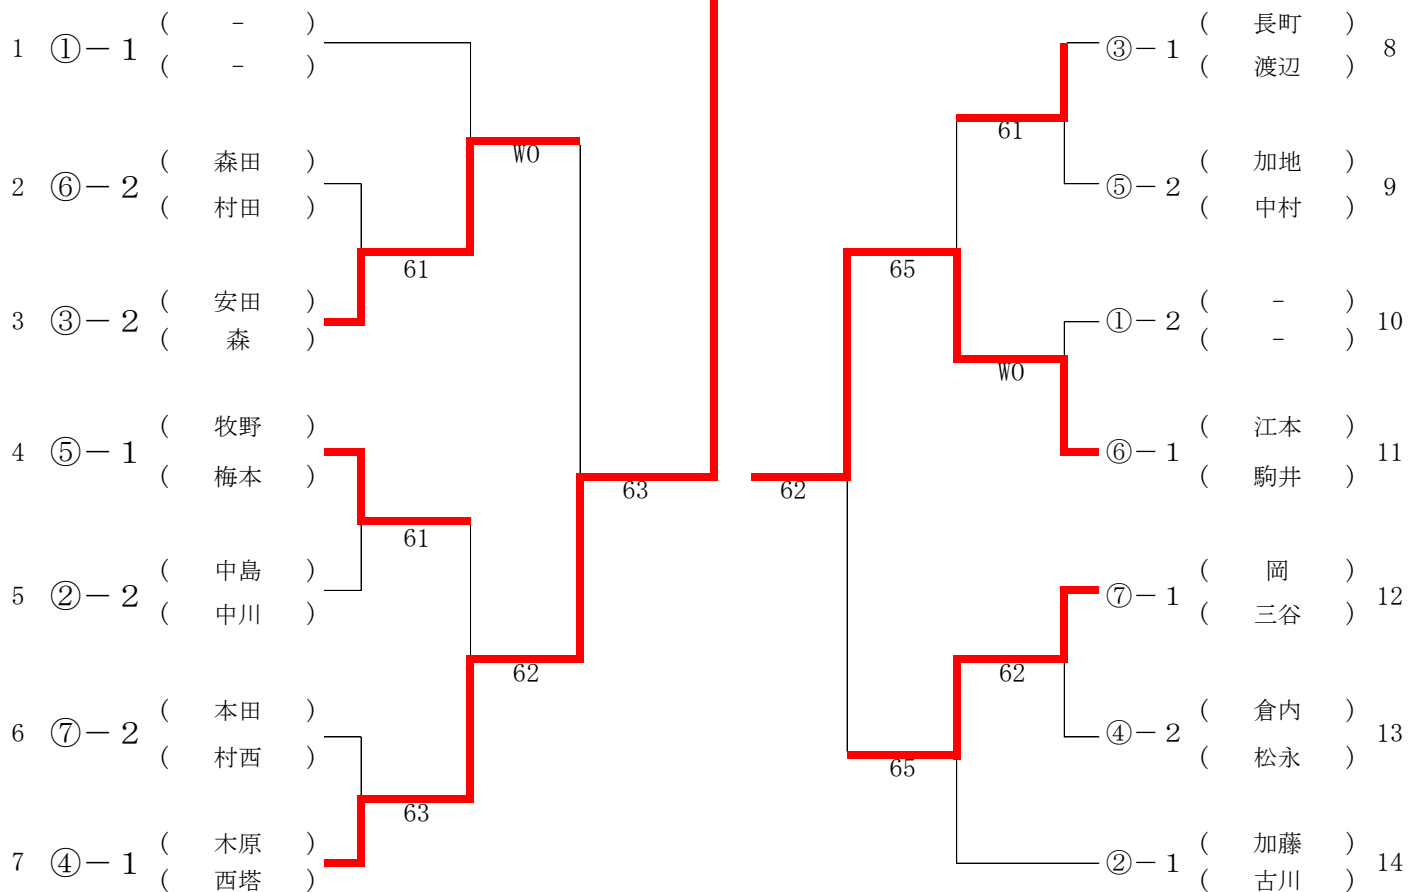 1 ①－1 ( － )
( － )
2 ⑥－2 ( 森田 )
( 村田 )
3 ③－2 ( 安田 )
( 森 )
4 ⑤－1 ( 牧野 )
( 梅本 )
5 ②－2 ( 中島 )
( 中川 )
6 ⑦－2 ( 本田 )
( 村西 )
7 ④－1 ( 木原 )
( 西塔 )
WO
61
61
63
62
63
62
61
65
WO
62
65
③－1 ( 長町 ) 8
( 渡辺 )
⑤－2 ( 加地 ) 9
( 中村 )
①－2 ( － ) 10
( － )
⑥－1 ( 江本 ) 11
( 駒井 )
⑦－1 ( 岡 ) 12
( 三谷 )
④－2 ( 倉内 ) 13
( 松永 )
②－1 ( 加藤 ) 14
( 古川 )